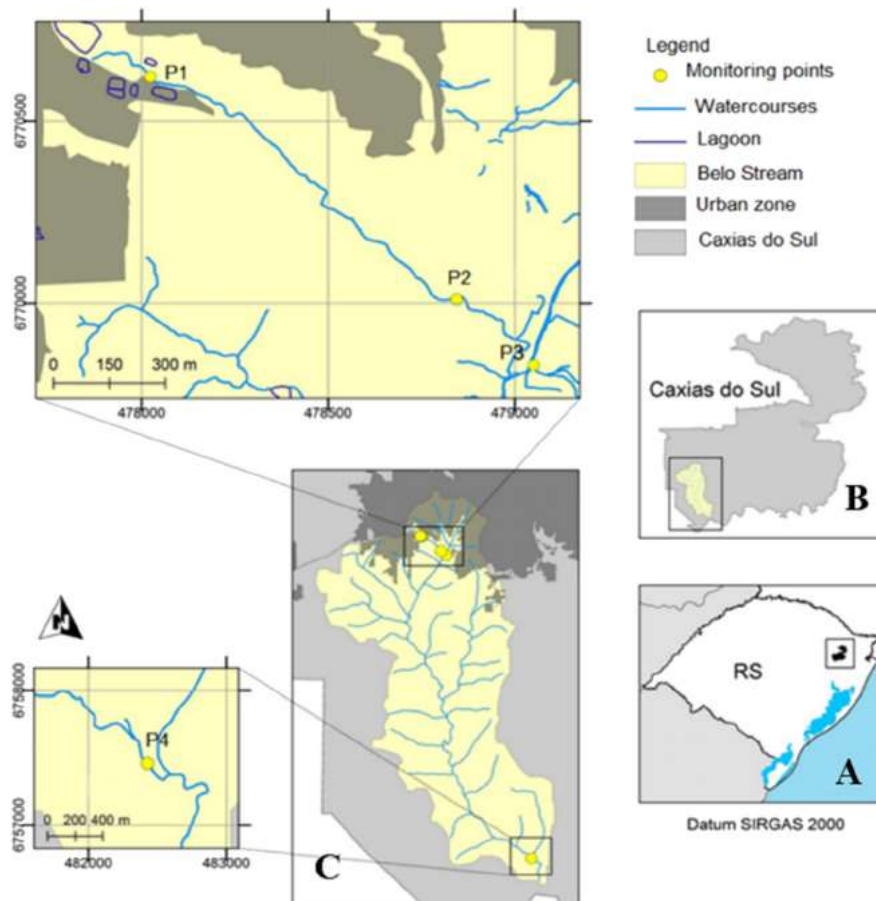 P1
P2
P3
6770500
6770000
0 150 300 m
478000 478500 479000
Legend
Monitoring points
Watercourses
Lagoon
Belo Stream
Urban zone
Caxias do Sul
Caxias do Sul
B
RS
A
Datum SIRGAS 2000
N
P4
6758000
6757000
0 200 400 m
482000 483000
C